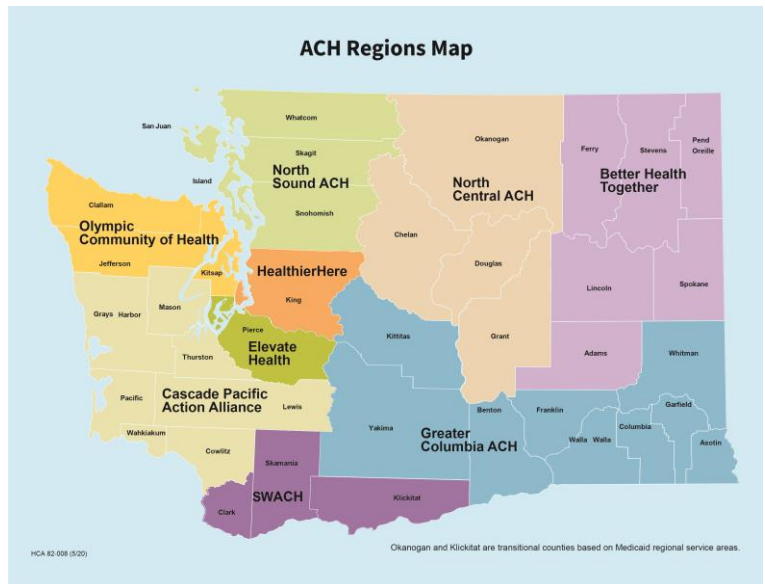 ACH Regions Map
San Juan
Whatcom
Skagit
Island
North
Sound ACH
Snohomish
Okanogan
North
Central ACH
Chelan
Douglas
Grant
Ferry
Stevens
Pend
Oreille
Better Health
Together
Lincoln
Spokane
Adams
Clallam
Olympic
Community of Health
Jefferson
Kitsap
HealthierHere
King
Pierce
Elevate
Health
Grays Harbor
Mason
Thurston
Pacific
Cascade Pacific
Action Alliance
Lewis
Wahkiakum
Cowlitz
Kittitas
Yakima
Greater
Columbia ACH
Benton
Franklin
Walla Walla
Columbia
Garfield
Whitman
Asotin
Skamania
SWACH
Clark
Klickitat
HCA 82-008 (5/20)
Okanogan and Klickitat are transitional counties based on Medicaid regional service areas.